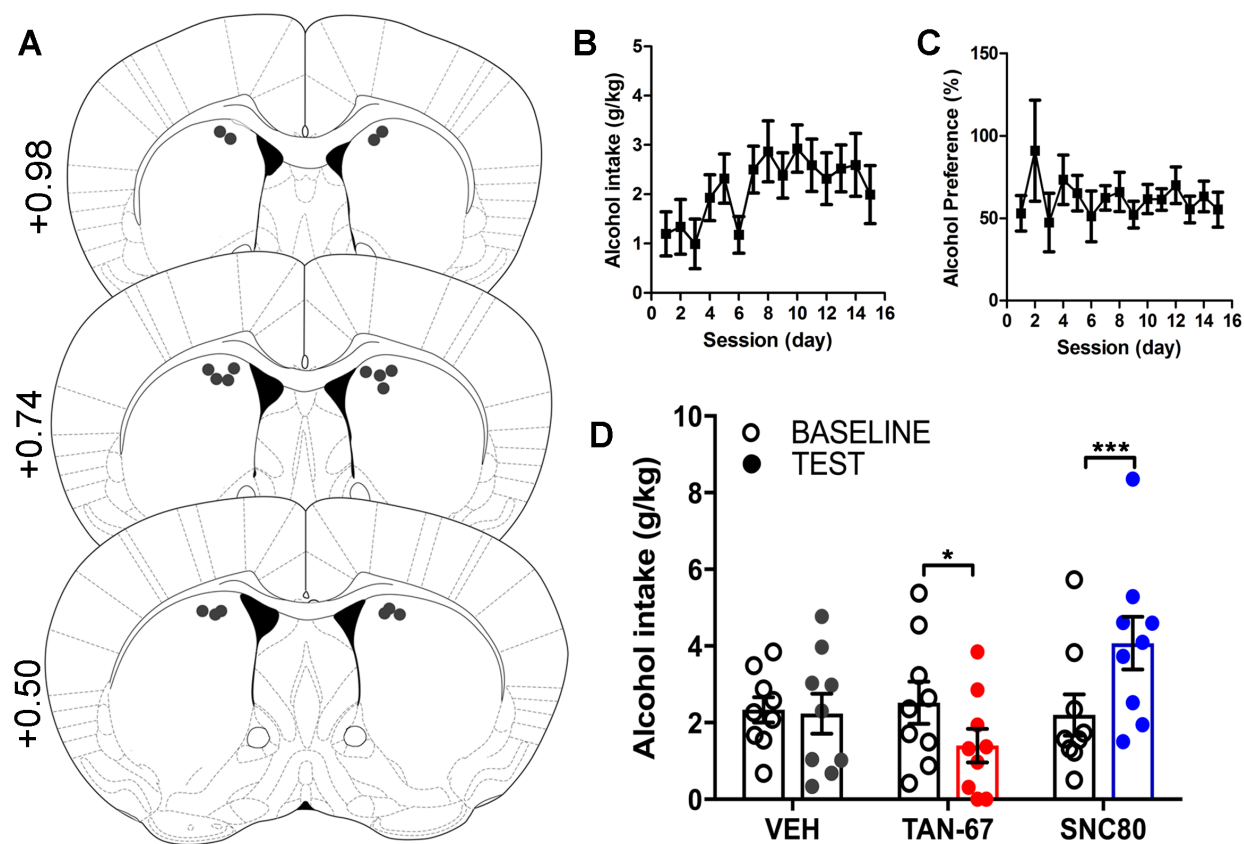 A
+0.98
+0.74
+0.50
B
Alcohol intake (g/kg)
5
4
3
2
1
0
0 2 4 6 8 10 12 14 16
Session (day)
C
Alcohol Preference (%)
150
100
50
0
0 2 4 6 8 10 12 14 16
Session (day)
D
Alcohol intake (g/kg)
10
8
6
4
2
0
BASELINE
TEST
*
***
VEH TAN-67 SNC80